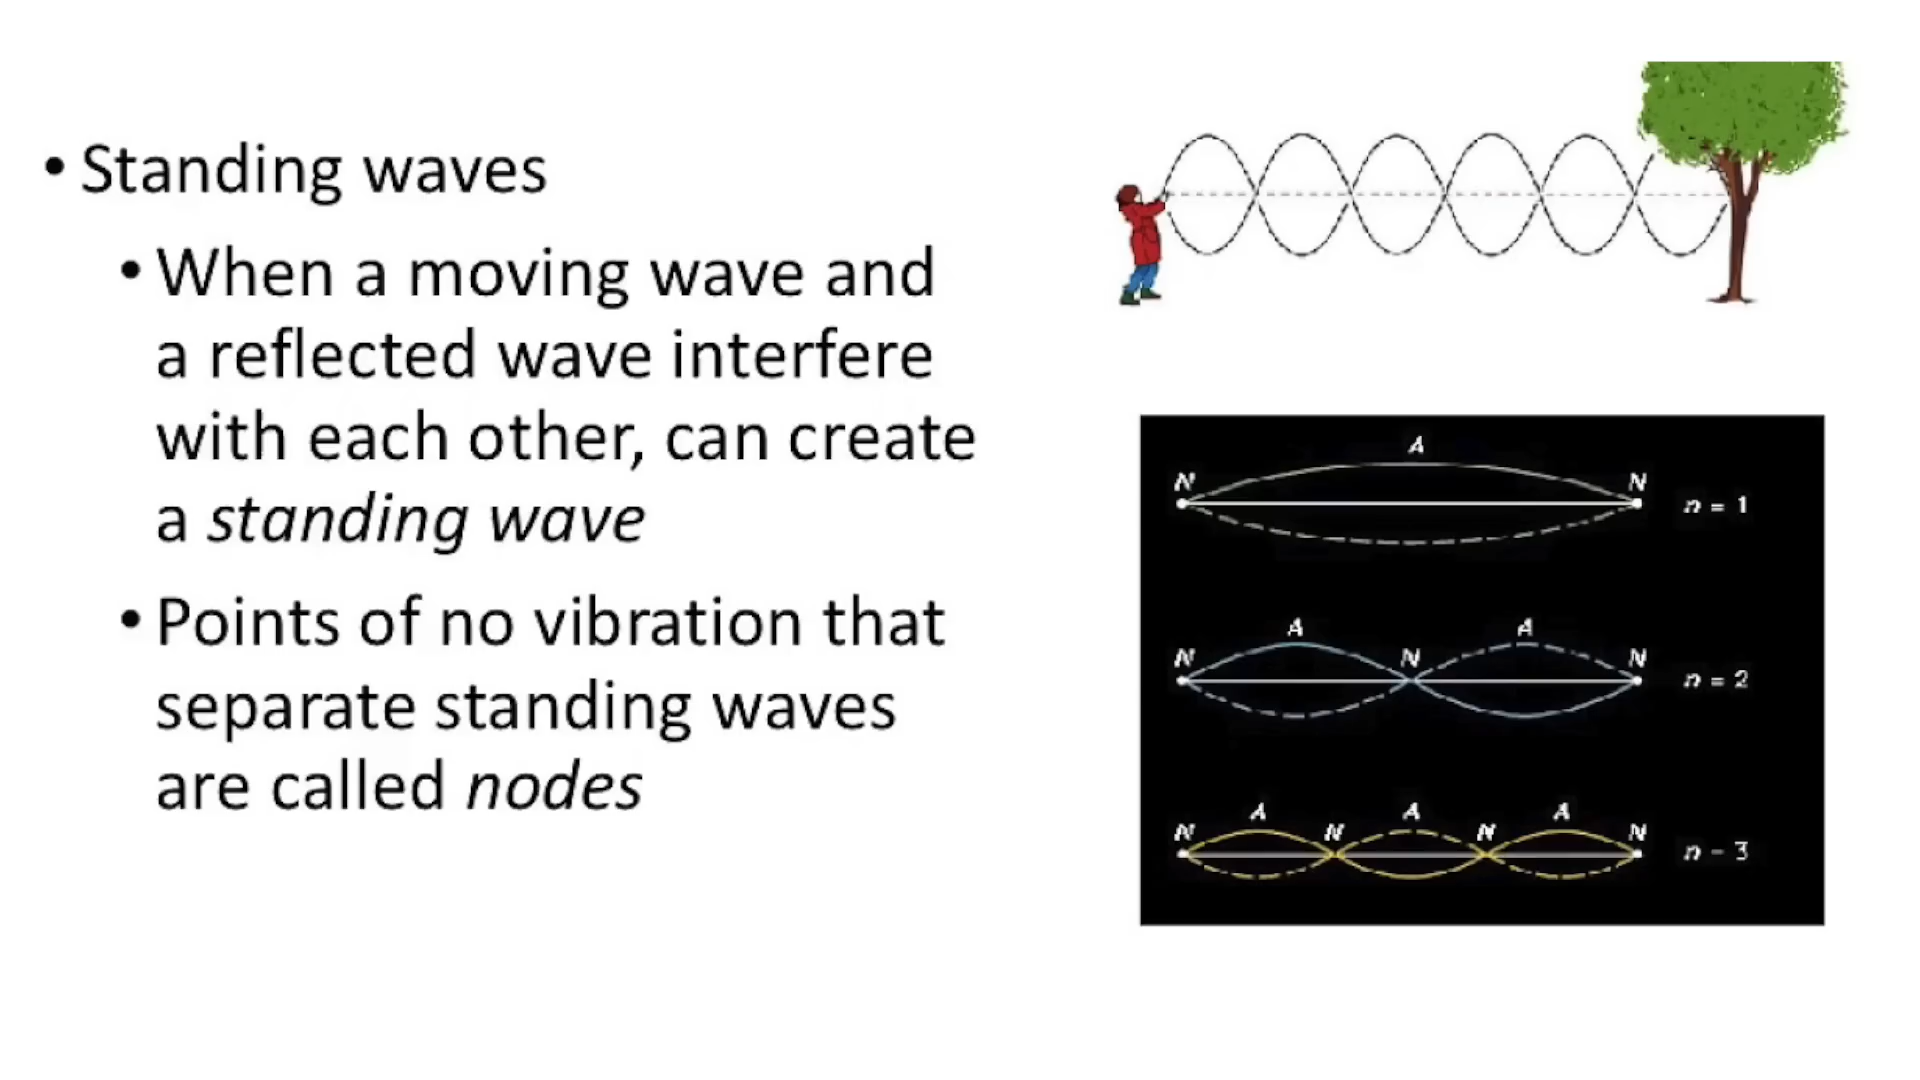 • Standing waves
• When a moving wave and
a reflected wave interfere
with each other, can create
a standing wave
• Points of no vibration that
separate standing waves
are called nodes
A
N N n = 1
A A
N N N n = 2
A A A
N N N N n – 3